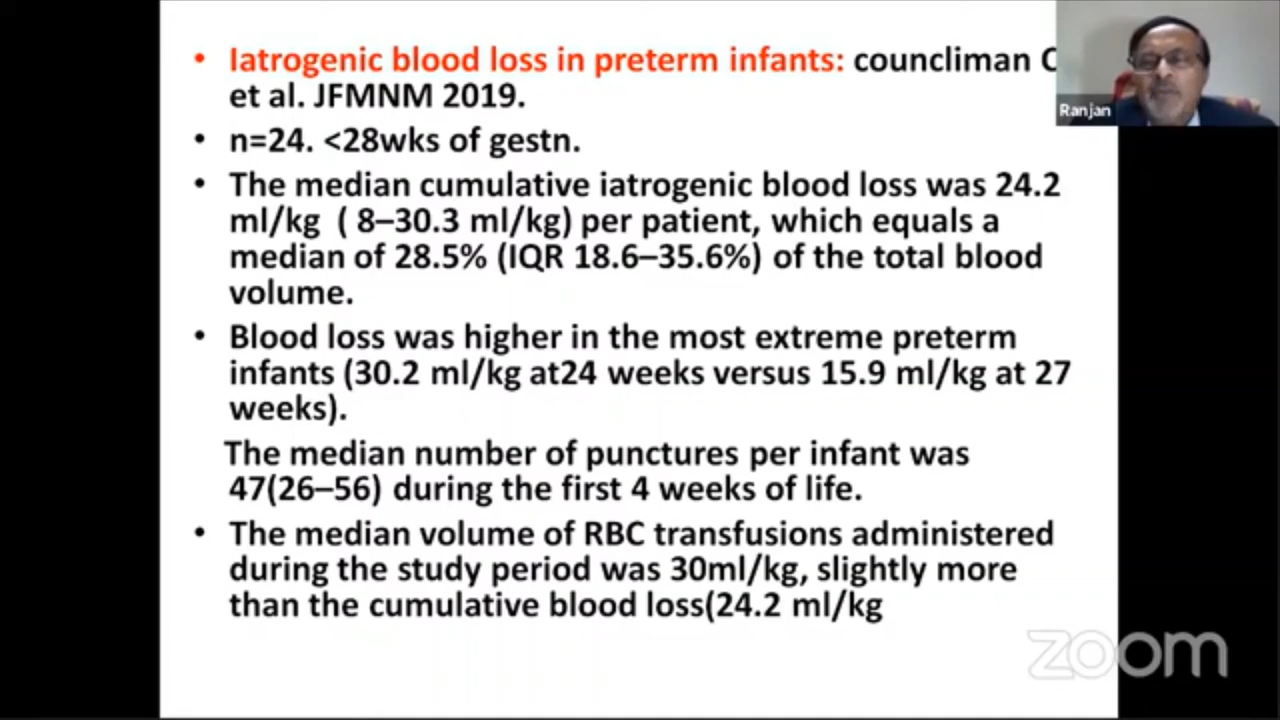 • Iatrogenic blood loss in preterm infants: councliman C
et al. JFMNM 2019.
• n=24. <28wks of gestn.
• The median cumulative iatrogenic blood loss was 24.2
ml/kg ( 8–30.3 ml/kg) per patient, which equals a
median of 28.5% (IQR 18.6–35.6%) of the total blood
volume.
• Blood loss was higher in the most extreme preterm
infants (30.2 ml/kg at24 weeks versus 15.9 ml/kg at 27
weeks).
The median number of punctures per infant was
47(26–56) during the first 4 weeks of life.
• The median volume of RBC transfusions administered
during the study period was 30ml/kg, slightly more
than the cumulative blood loss(24.2 ml/kg
Ranjan
zoom